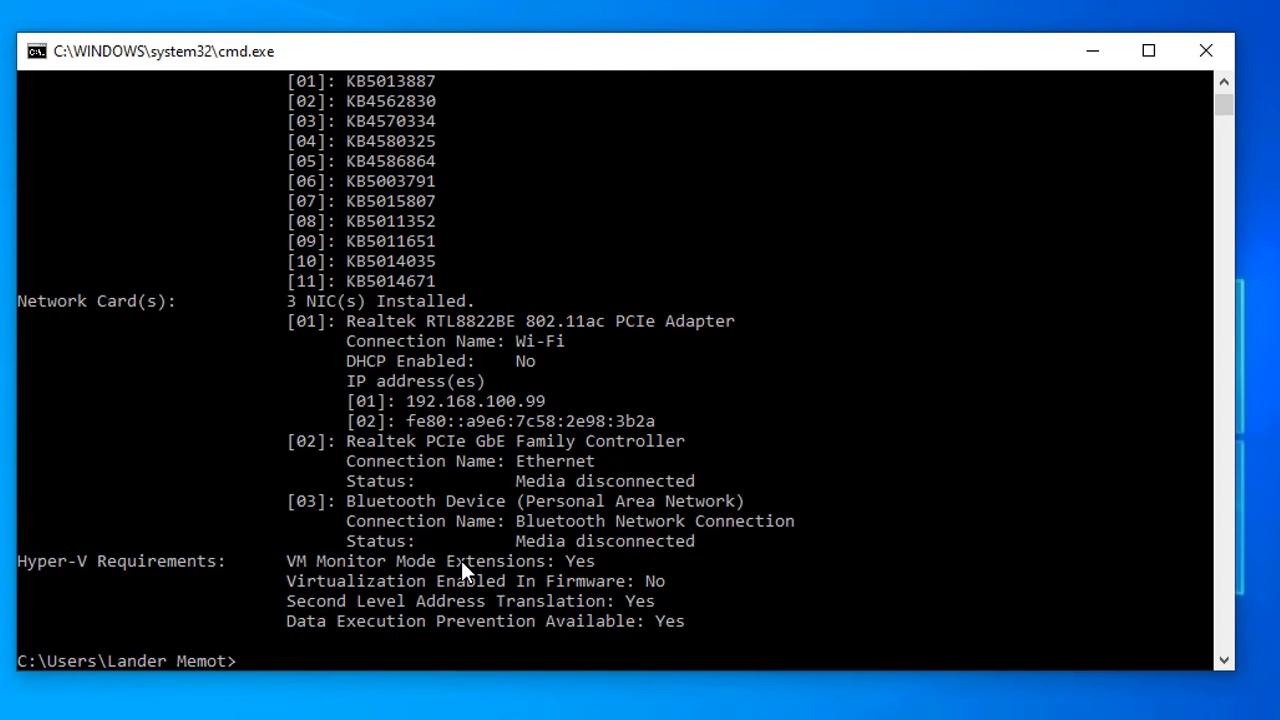 C:\WINDOWS\system32\cmd.exe
[01]: KB5013887
[02]: KB4562830
[03]: KB4570334
[04]: KB4580325
[05]: KB4586864
[06]: KB5003791
[07]: KB5015807
[08]: KB5011352
[09]: KB5011651
[10]: KB5014035
[11]: KB5014671
Network Card(s): 3 NIC(s) Installed.
[01]: Realtek RTL8822BE 802.11ac PCIe Adapter
Connection Name: Wi-Fi
DHCP Enabled: No
IP address(es)
[01]: 192.168.100.99
[02]: fe80::a9e6:7c58:2e98:3b2a
[02]: Realtek PCIe GbE Family Controller
Connection Name: Ethernet
Status: Media disconnected
[03]: Bluetooth Device (Personal Area Network)
Connection Name: Bluetooth Network Connection
Status: Media disconnected
Hyper-V Requirements: VM Monitor Mode Extensions: Yes
Virtualization Enabled In Firmware: No
Second Level Address Translation: Yes
Data Execution Prevention Available: Yes
C:\Users\Lander Memot>